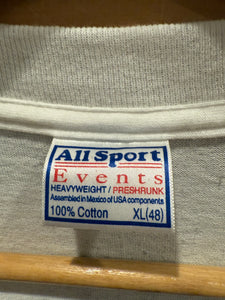 All Sport
Events
HEAVYWEIGHT / PRESHRUNK
Assembled in Mexico of USA components
100% Cotton XL(48)